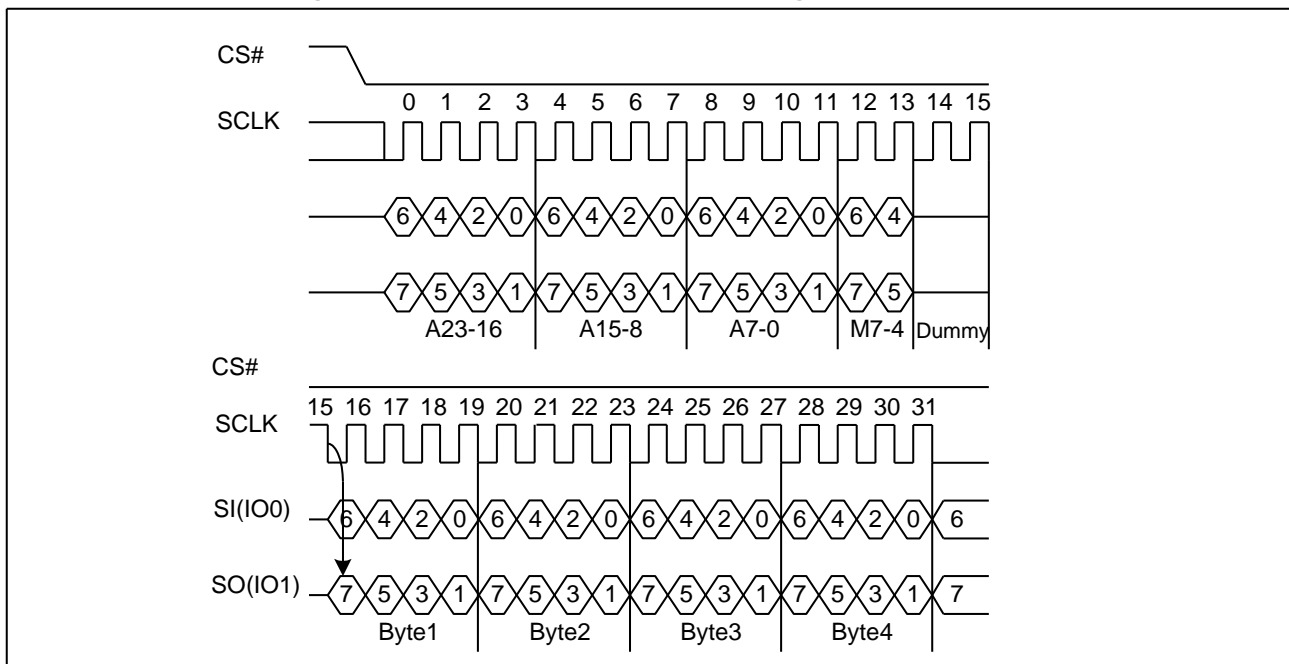 CS#
0 1 2 3 4 5 6 7 8 9 10 11 12 13 14 15
SCLK
6 4 2 0 6 4 2 0 6 4 2 0 6 4
7 5 3 1 7 5 3 1 7 5 3 1 7 5
A23-16 A15-8 A7-0 M7-4 Dummy
CS#
15 16 17 18 19 20 21 22 23 24 25 26 27 28 29 30 31
SCLK
SI(IO0) 6 4 2 0 6 4 2 0 6 4 2 0 6 4 2 0 6
SO(IO1) 7 5 3 1 7 5 3 1 7 5 3 1 7 5 3 1 7
Byte1 Byte2 Byte3 Byte4